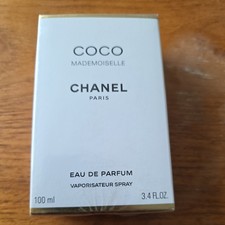 COCO
MADEMOISELLE
CHANEL
PARIS
EAU DE PARFUM
VAPORISATEUR SPRAY
100 ml
3.4 FL.OZ.